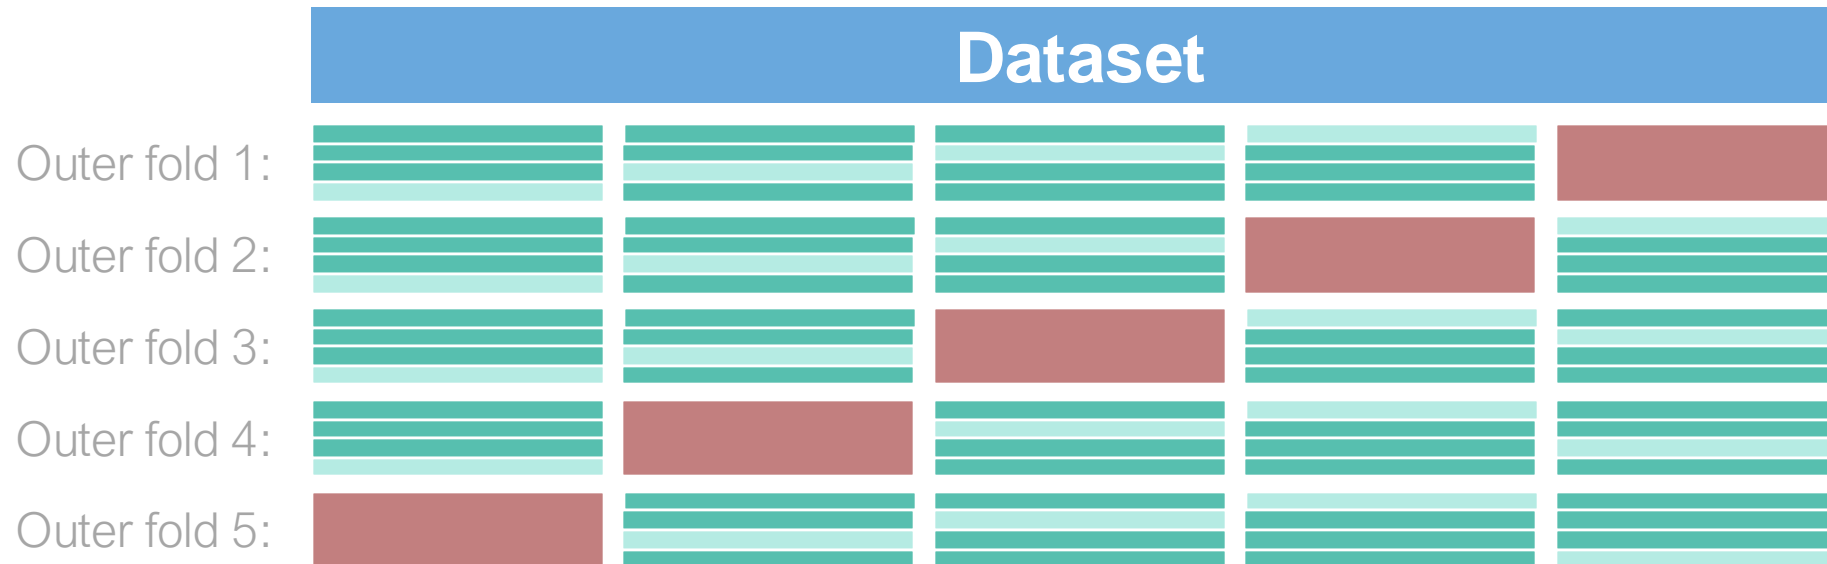 Dataset
Outer fold 1:
Outer fold 2:
Outer fold 3:
Outer fold 4:
Outer fold 5: